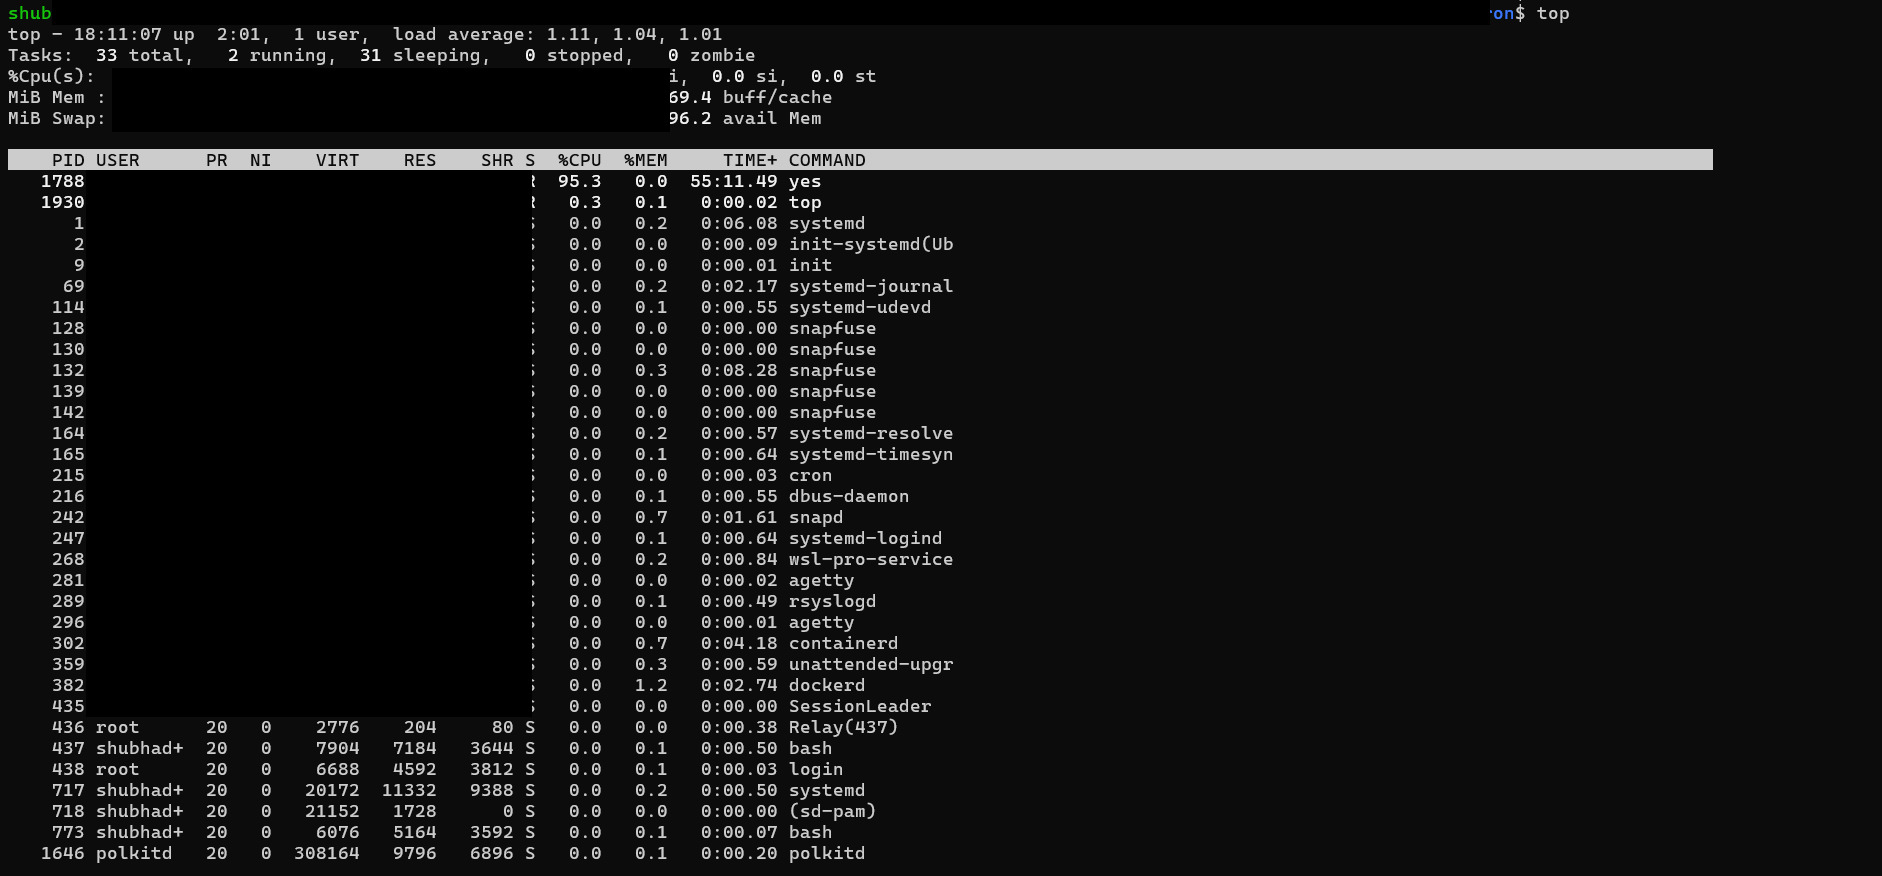 shub ron$ top
top - 18:11:07 up  2:01,  1 user,  load average: 1.11, 1.04, 1.01
Tasks:  33 total,   2 running,  31 sleeping,   0 stopped,   0 zombie
%Cpu(s): i,  0.0 si,  0.0 st
MiB Mem : 69.4 buff/cache
MiB Swap: 96.2 avail Mem
PID USER      PR  NI    VIRT    RES    SHR S  %CPU  %MEM     TIME+ COMMAND
1788 R  95.3   0.0  55:11.49 yes
1930 R   0.3   0.1   0:00.02 top
1 S   0.0   0.2   0:06.08 systemd
2 S   0.0   0.0   0:00.09 init-systemd(Ub
9 S   0.0   0.0   0:00.01 init
69 S   0.0   0.2   0:02.17 systemd-journal
114 S   0.0   0.1   0:00.55 systemd-udevd
128 S   0.0   0.0   0:00.00 snapfuse
130 S   0.0   0.0   0:00.00 snapfuse
132 S   0.0   0.3   0:08.28 snapfuse
139 S   0.0   0.0   0:00.00 snapfuse
142 S   0.0   0.0   0:00.00 snapfuse
164 S   0.0   0.2   0:00.57 systemd-resolve
165 S   0.0   0.1   0:00.64 systemd-timesyn
215 S   0.0   0.0   0:00.03 cron
216 S   0.0   0.1   0:00.55 dbus-daemon
242 S   0.0   0.7   0:01.61 snapd
247 S   0.0   0.1   0:00.64 systemd-logind
268 S   0.0   0.2   0:00.84 wsl-pro-service
281 S   0.0   0.0   0:00.02 agetty
289 S   0.0   0.1   0:00.49 rsyslogd
296 S   0.0   0.0   0:00.01 agetty
302 S   0.0   0.7   0:04.18 containerd
359 S   0.0   0.3   0:00.59 unattended-upgr
382 S   0.0   1.2   0:02.74 dockerd
435 S   0.0   0.0   0:00.00 SessionLeader
436 root      20   0    2776    204     80 S   0.0   0.0   0:00.38 Relay(437)
437 shubhad+  20   0    7904   7184   3644 S   0.0   0.1   0:00.50 bash
438 root      20   0    6688   4592   3812 S   0.0   0.1   0:00.03 login
717 shubhad+  20   0   20172  11332   9388 S   0.0   0.2   0:00.50 systemd
718 shubhad+  20   0   21152   1728      0 S   0.0   0.0   0:00.00 (sd-pam)
773 shubhad+  20   0    6076   5164   3592 S   0.0   0.1   0:00.07 bash
1646 polkitd   20   0  308164   9796   6896 S   0.0   0.1   0:00.20 polkitd